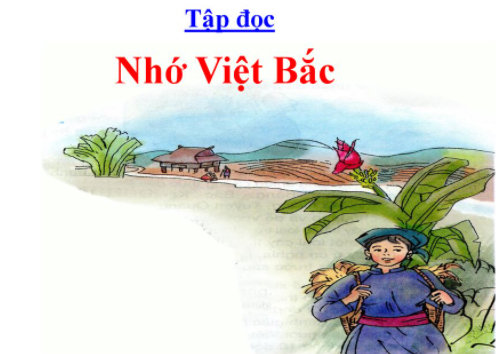 Tập đọc
Nhớ Việt Bắc